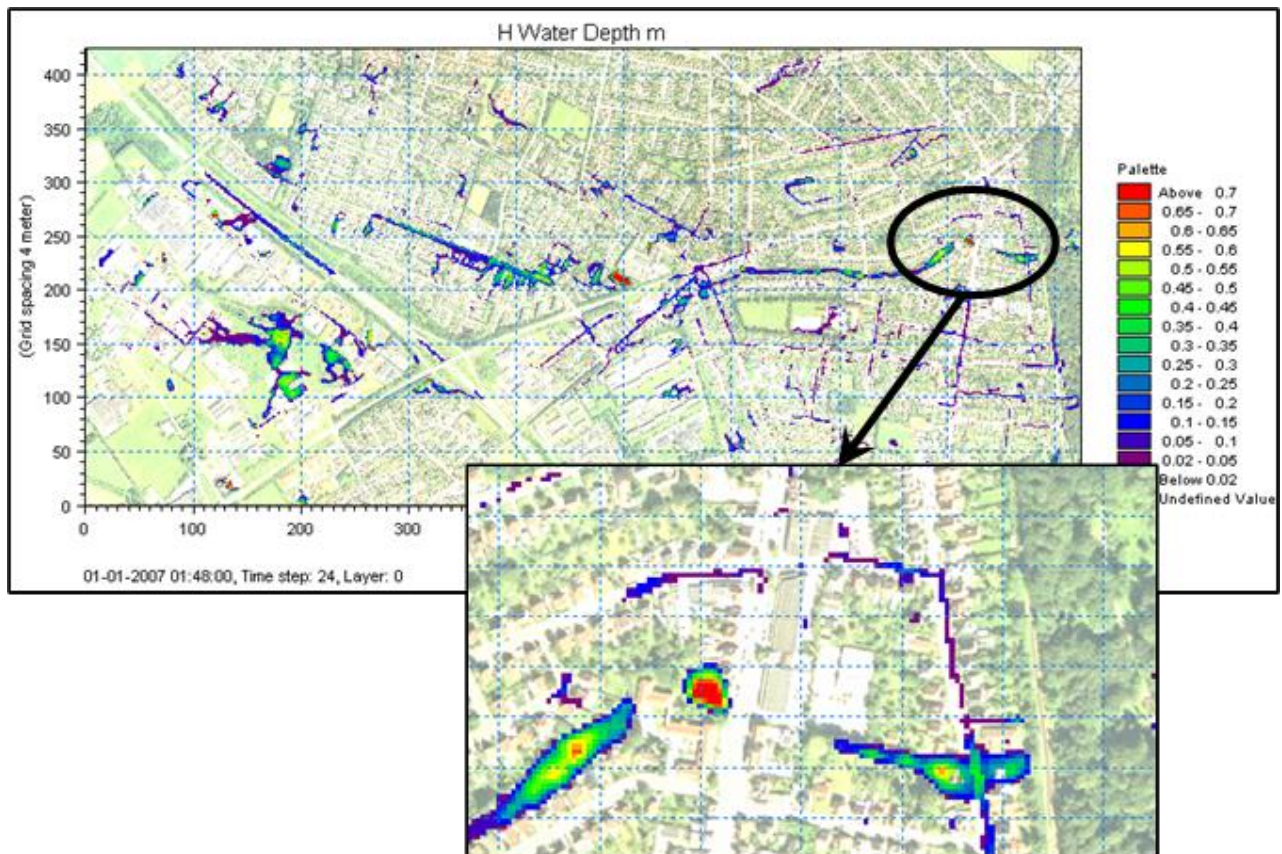 H Water Depth m
400
350
300
250
200
150
100
50
0
(Grid spacing 4 meter)
0 100 200 300
01-01-2007 01:48:00, Time step: 24, Layer: 0
Palette
Above 0.7
0.65 - 0.7
0.6 - 0.65
0.55 - 0.6
0.5 - 0.55
0.45 - 0.5
0.4 - 0.45
0.35 - 0.4
0.3 - 0.35
0.25 - 0.3
0.2 - 0.25
0.15 - 0.2
0.1 - 0.15
0.05 - 0.1
0.02 - 0.05
Below 0.02
Undefined Value